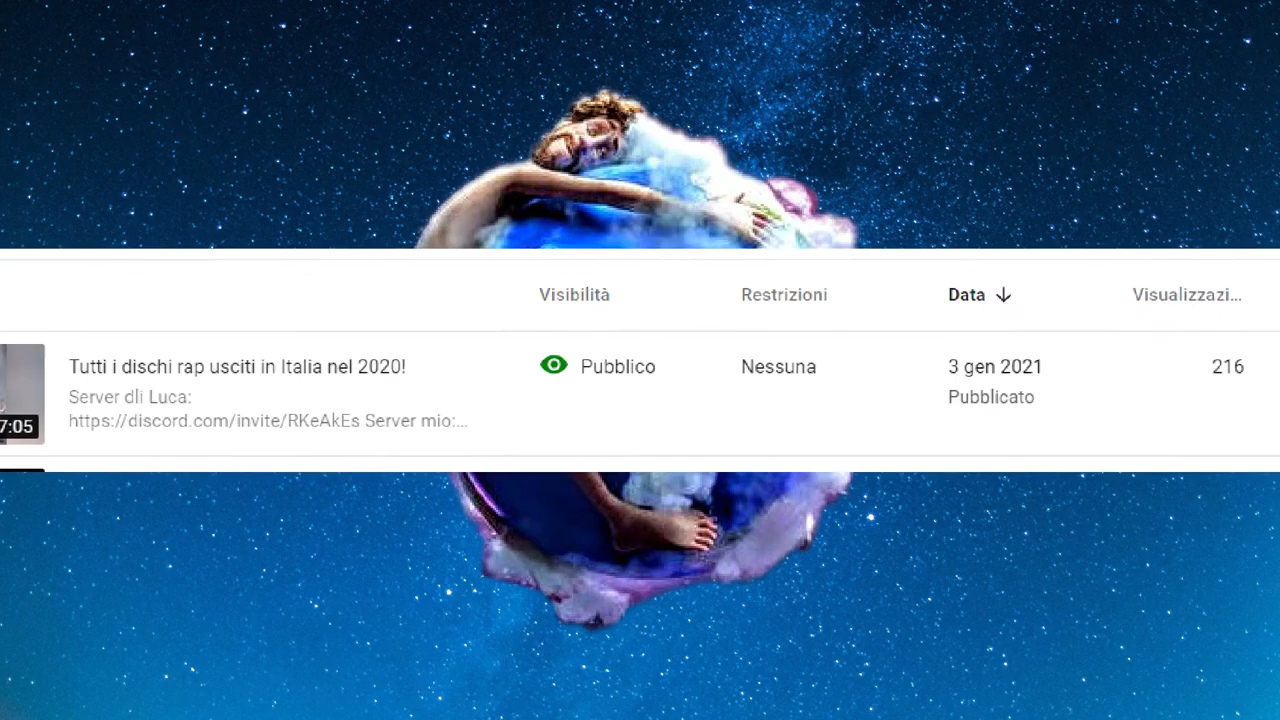 Visibilità Restrizioni Data ↓ Visualizzazi...
Tutti i dischi rap usciti in Italia nel 2020! Pubblico Nessuna 3 gen 2021 216
Server dli Luca: Pubblicato
https://discord.com/invite/RKeAkEs Server mio:...
7:05